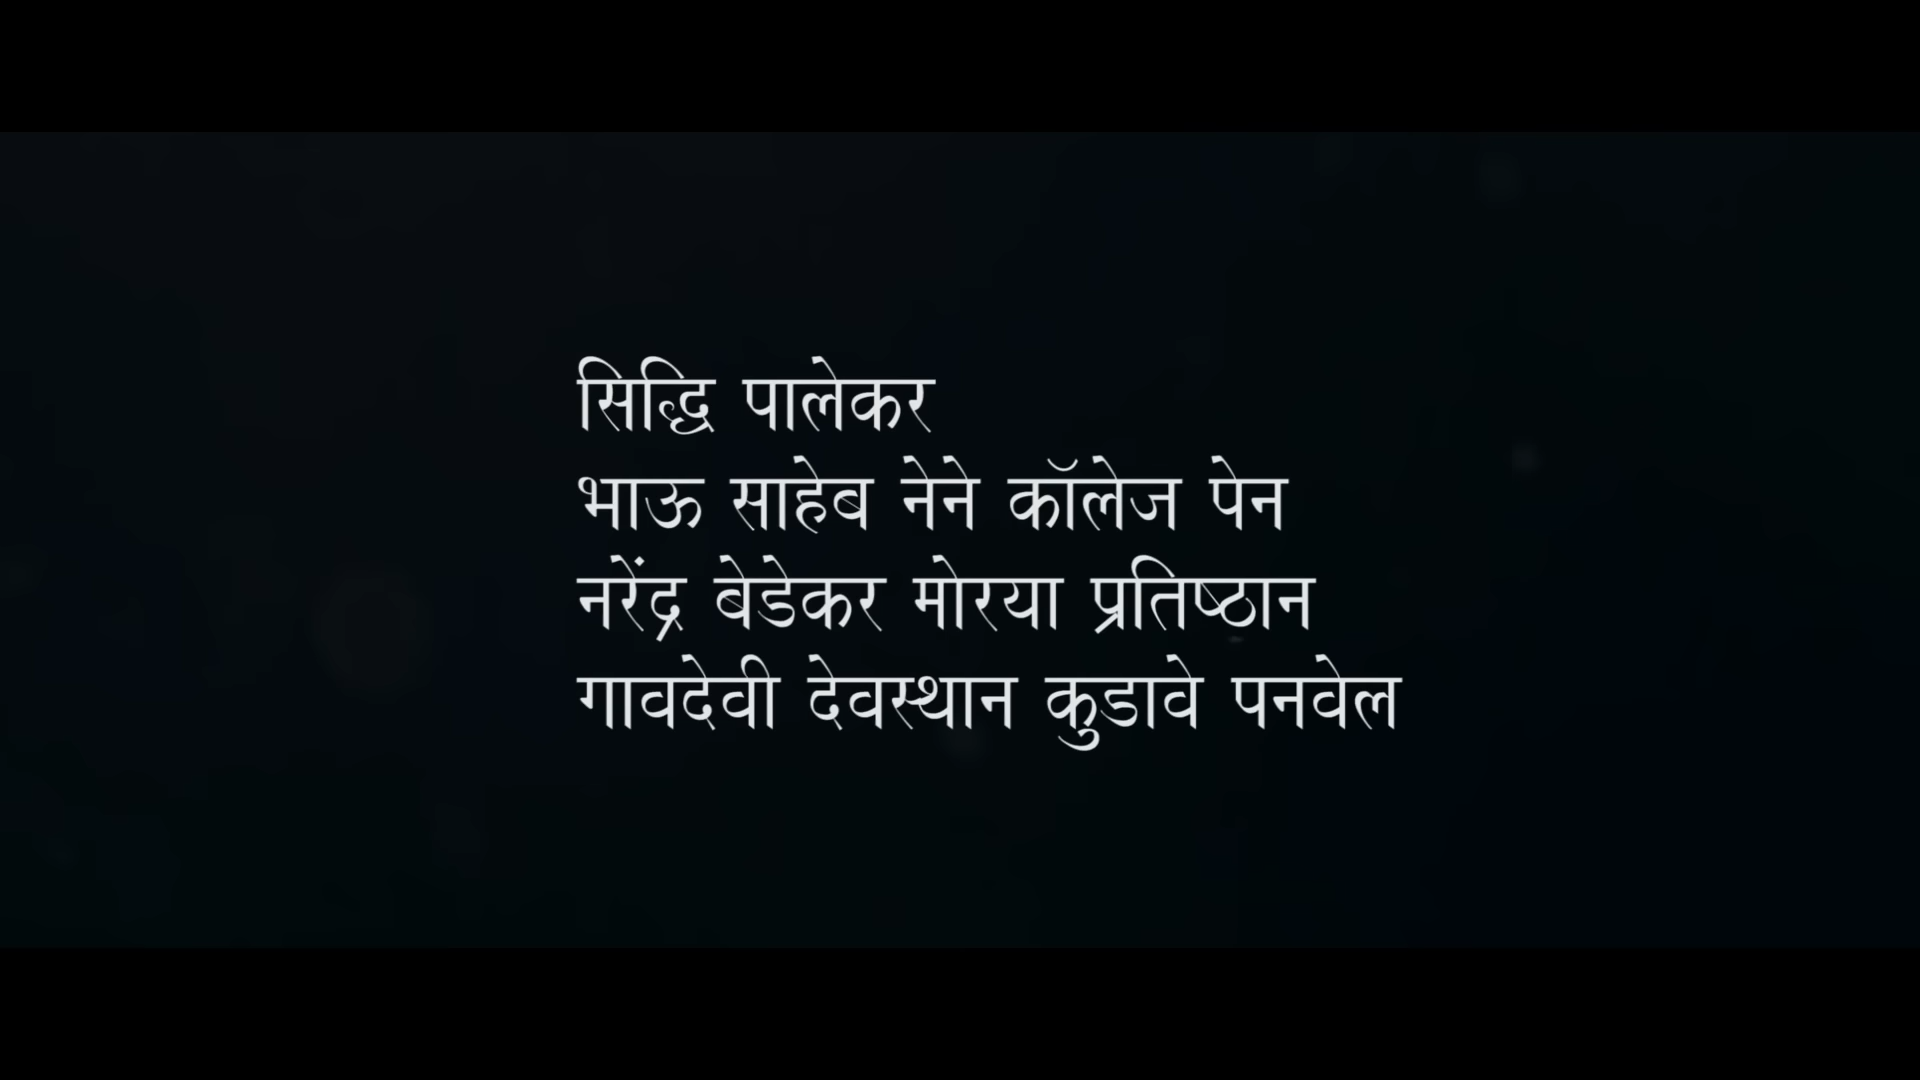 सिद्धि पालेकर
भाऊ साहेब नेने कॉलेज पेन
नरेंद्र बेडेकर मोरया प्रतिष्ठान
गावदेवी देवस्थान कुडावे पनवेल